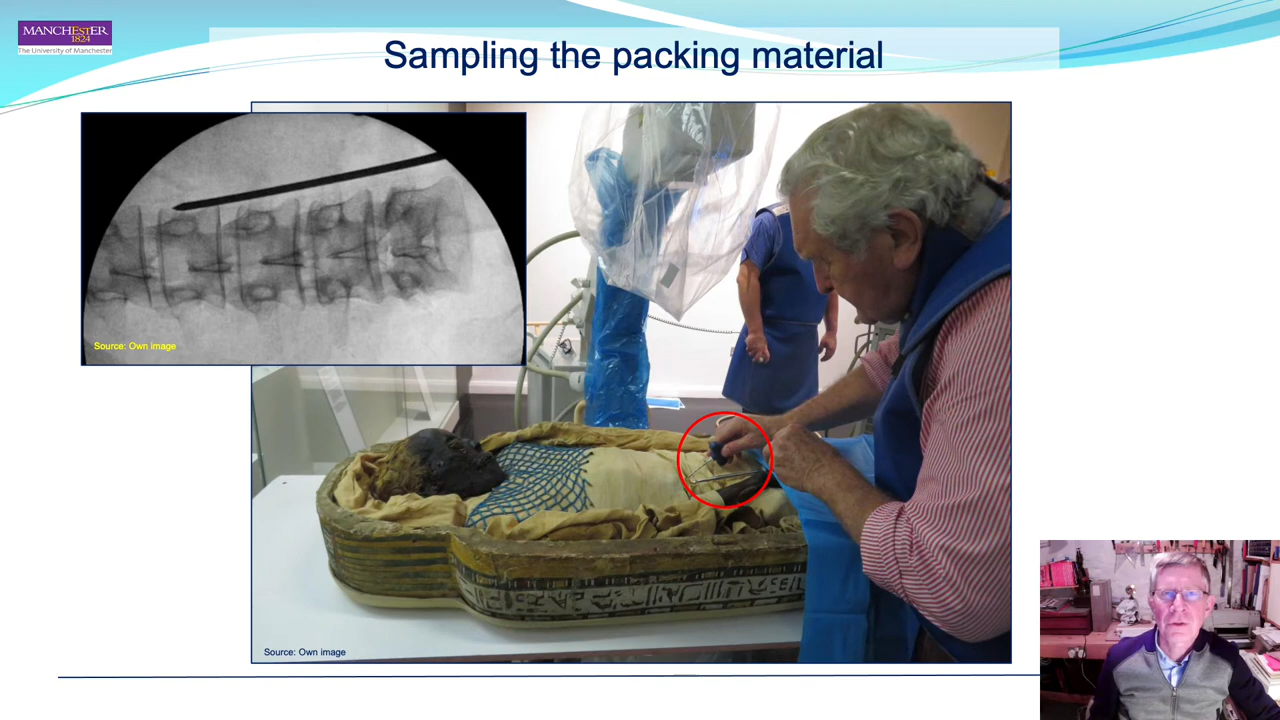 MANCHESTER
1824
The University of Manchester
Sampling the packing material
Source: Own image
Source: Own image